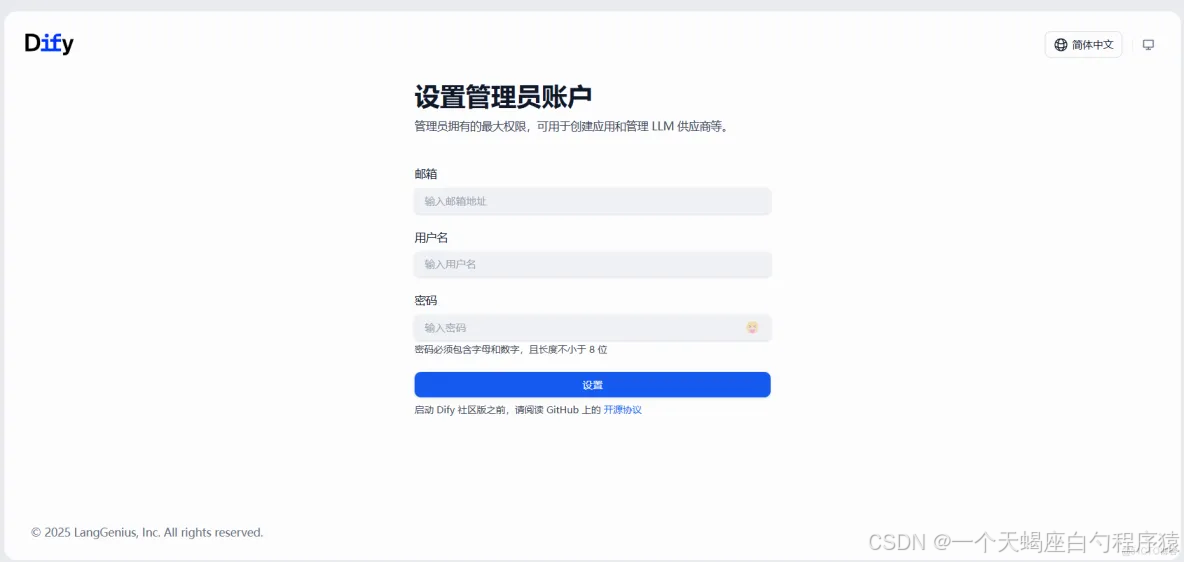 Dify
简体中文
设置管理员账户
管理员拥有的最大权限，可用于创建应用和管理 LLM 供应商等。
邮箱
输入邮箱地址
用户名
输入用户名
密码
输入密码
密码必须包含字母和数字，且长度不小于 8 位
设置
启动 Dify 社区版之前，请阅读 GitHub 上的 开源协议
© 2025 LangGenius, Inc. All rights reserved.
CSDN @一个天蝎座白勺程序猿